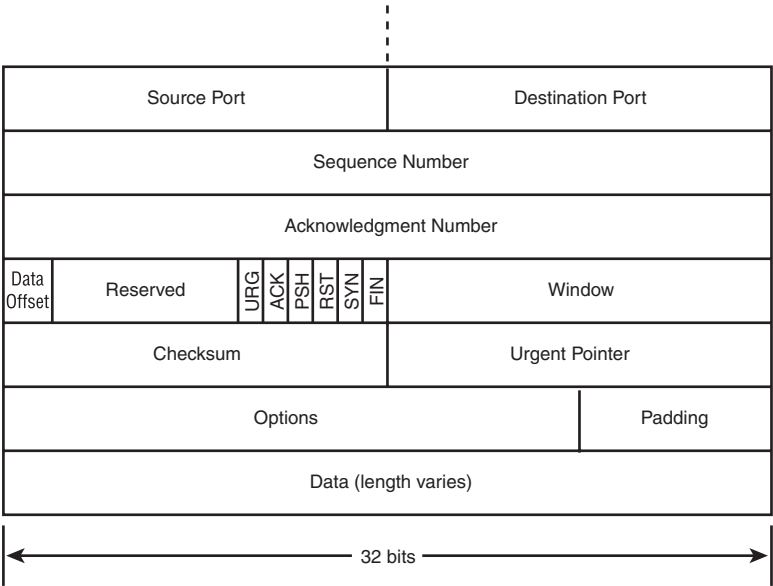 Source Port
Destination Port
Sequence Number
Acknowledgment Number
Data
Offset
Reserved
URG
ACK
PSH
RST
SYN
FIN
Window
Checksum
Urgent Pointer
Options
Padding
Data (length varies)
32 bits